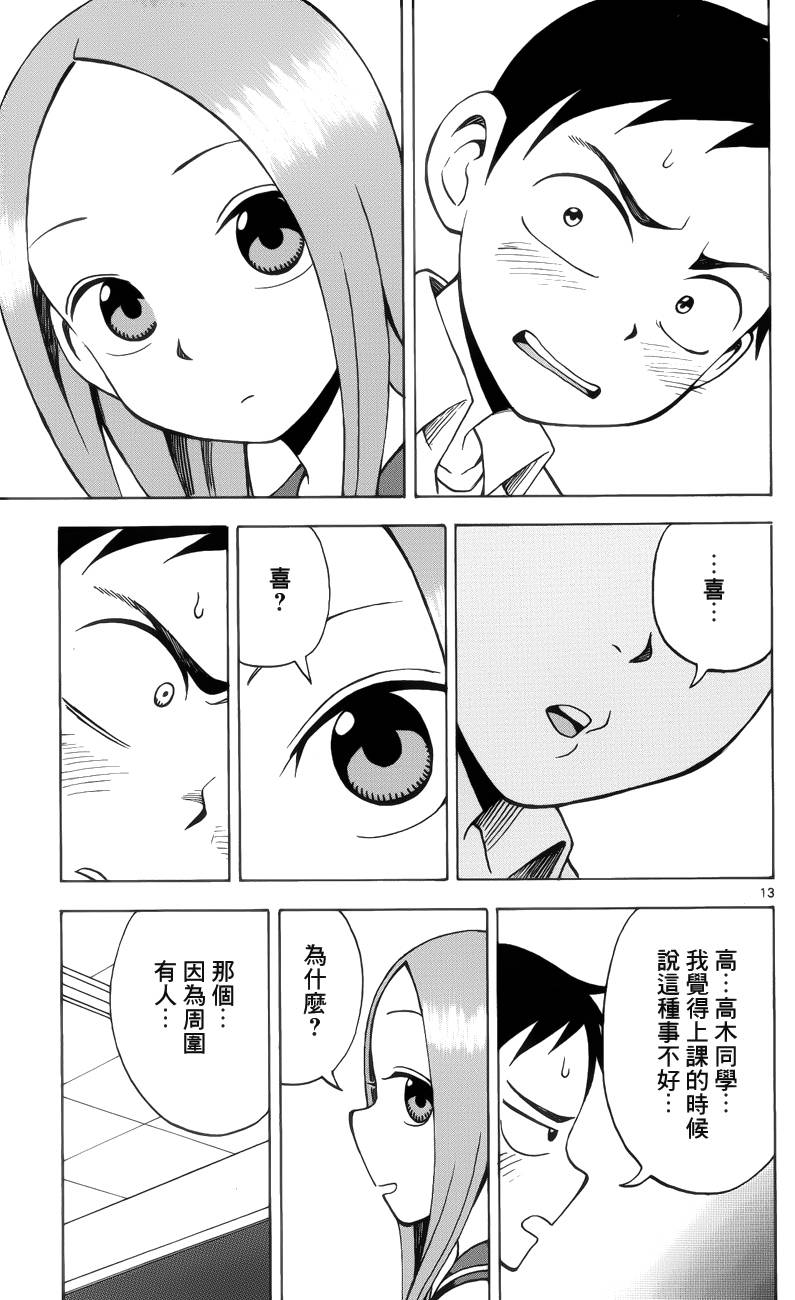 …喜…
喜?
13
高…高木同學…
我覺得上課的時候
說這種事不好…
為什麼?
那個…
因為周圍
有人…